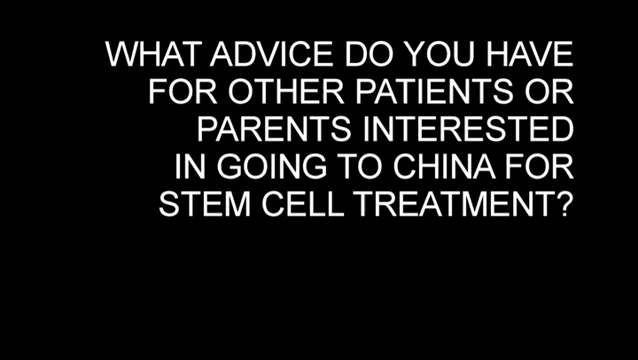 WHAT ADVICE DO YOU HAVE
FOR OTHER PATIENTS OR
PARENTS INTERESTED
IN GOING TO CHINA FOR
STEM CELL TREATMENT?